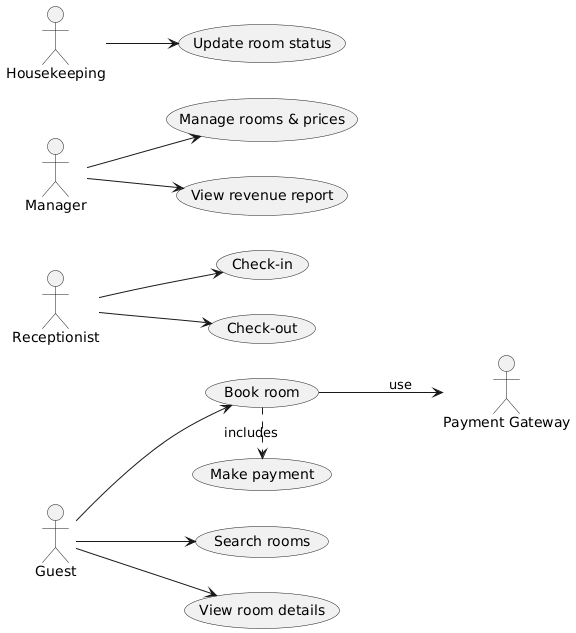 Housekeeping
Update room status
Manager
Manage rooms & prices
View revenue report
Receptionist
Check-in
Check-out
Book room
use
Payment Gateway
includes
Make payment
Guest
Search rooms
View room details